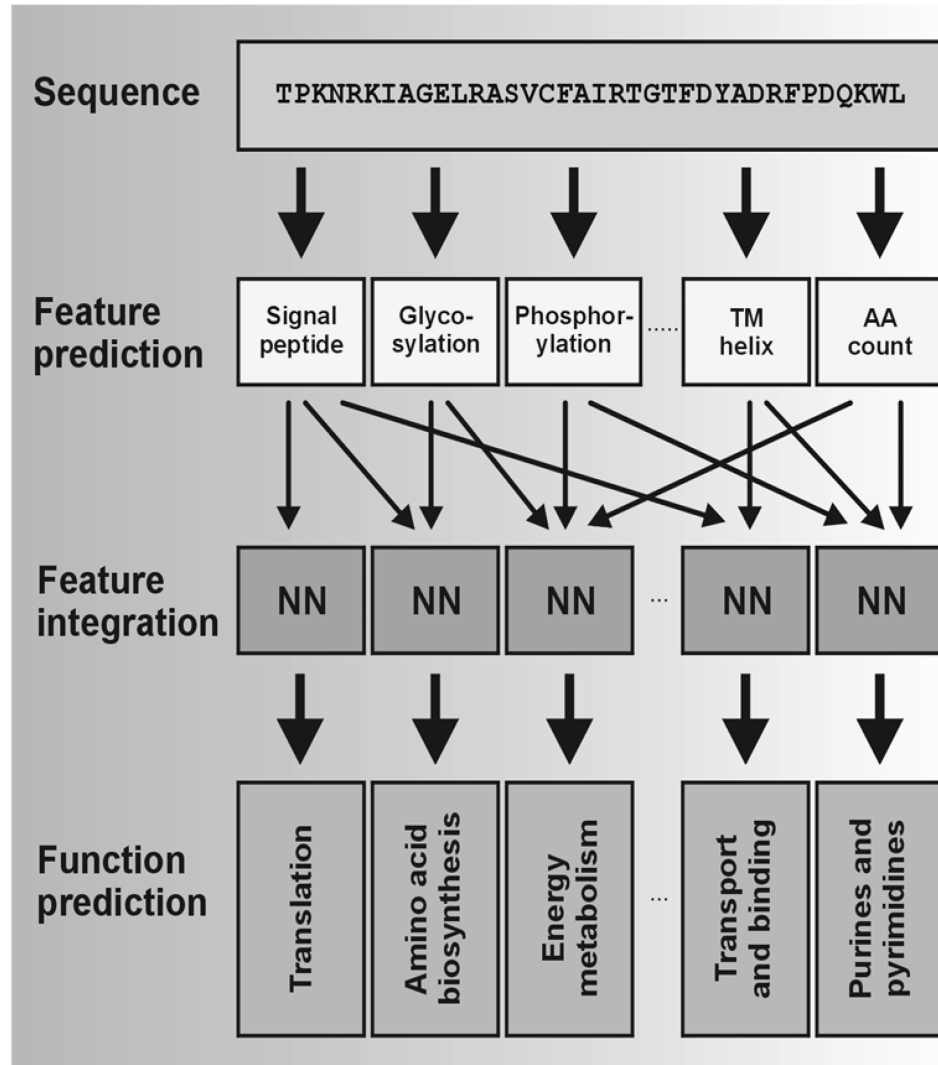 Sequence
TPKNRKIAGELRASVCFAIRTGTFDYADRFPDQKWL
Feature
prediction
Signal
peptide
Glyco-
sylation
Phosphor-
ylation
.....
TM
helix
AA
count
Feature
integration
NN
NN
NN
...
NN
NN
Function
prediction
Translation
Amino acid
biosynthesis
Energy
metabolism
...
Transport
and binding
Purines and
pyrimidines